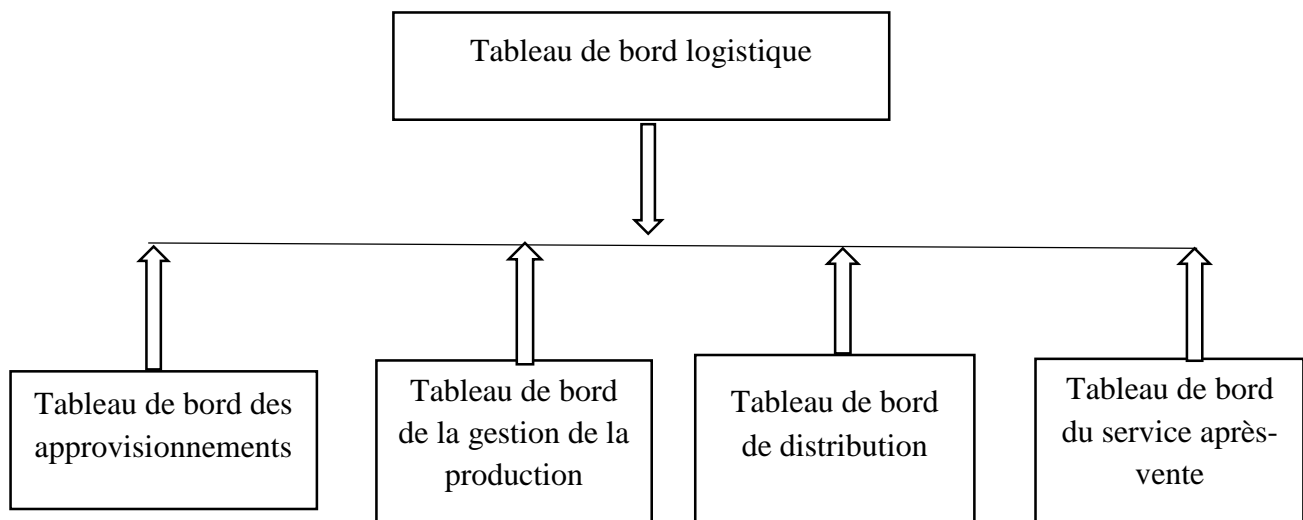 Tableau de bord logistique
Tableau de bord des
approvisionnements
Tableau de bord
de la gestion de la
production
Tableau de bord
de distribution
Tableau de bord
du service après-
vente